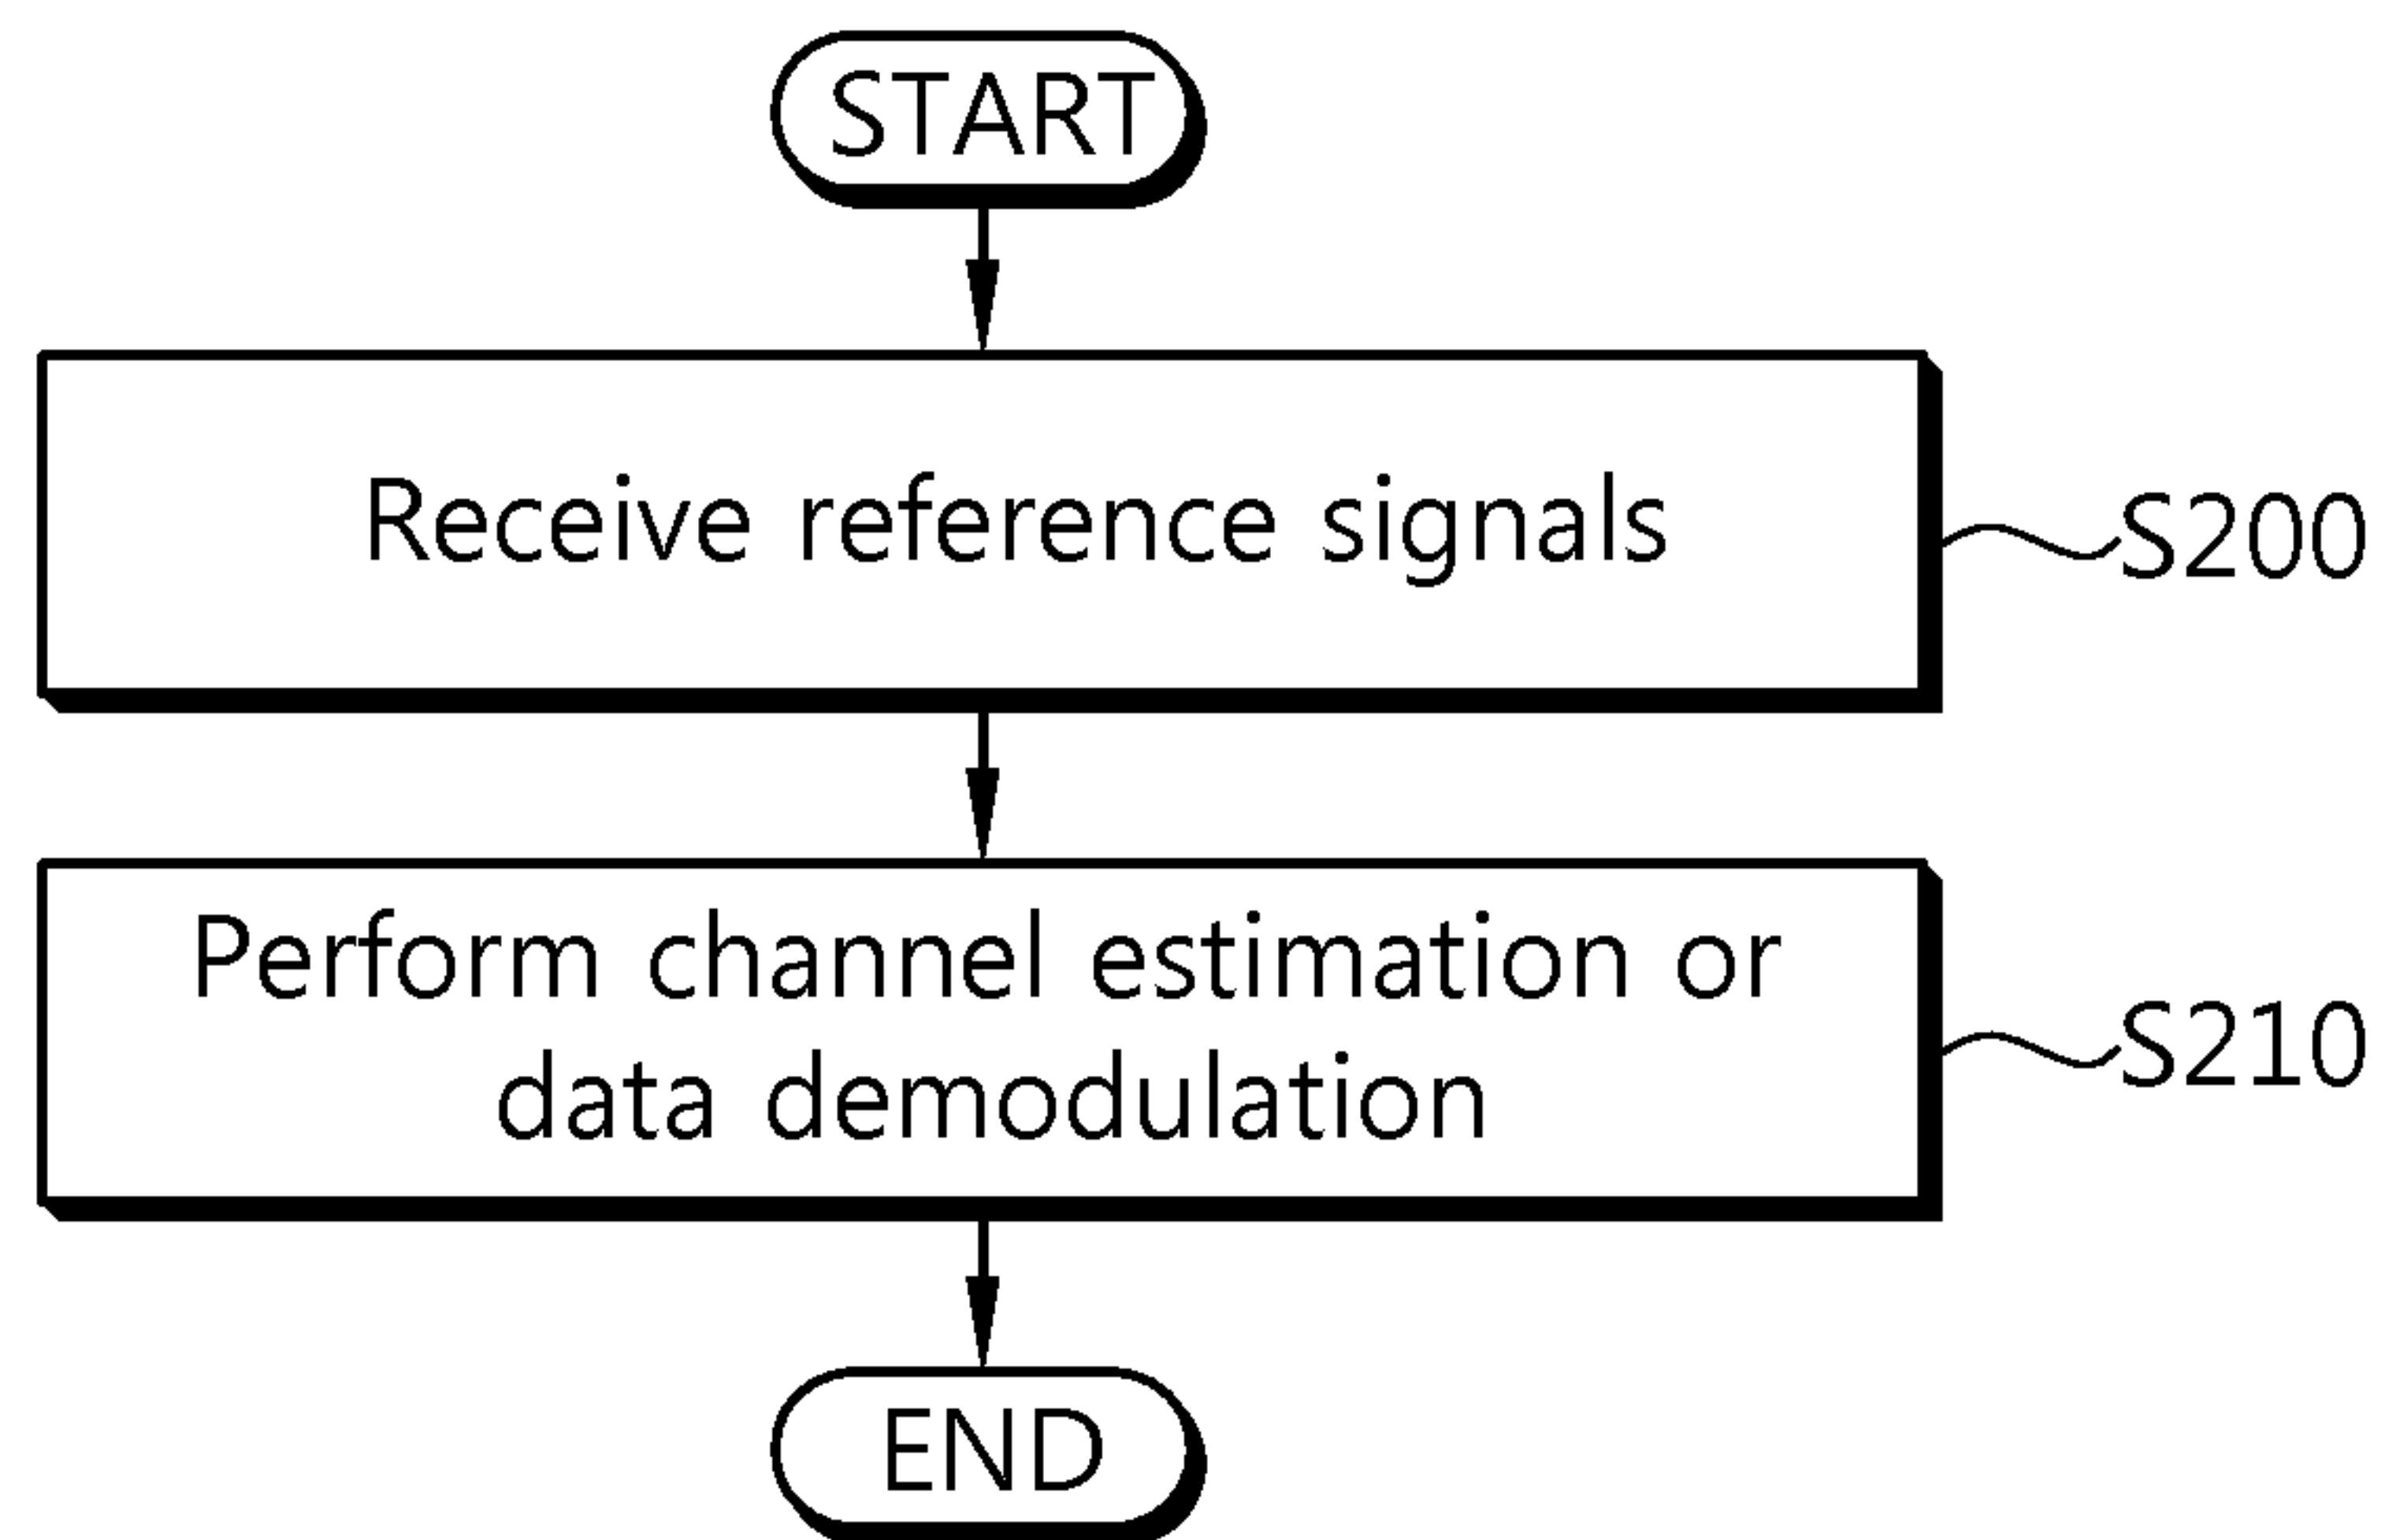 START
Receive reference signals
S200
Perform channel estimation or
data demodulation
S210
END